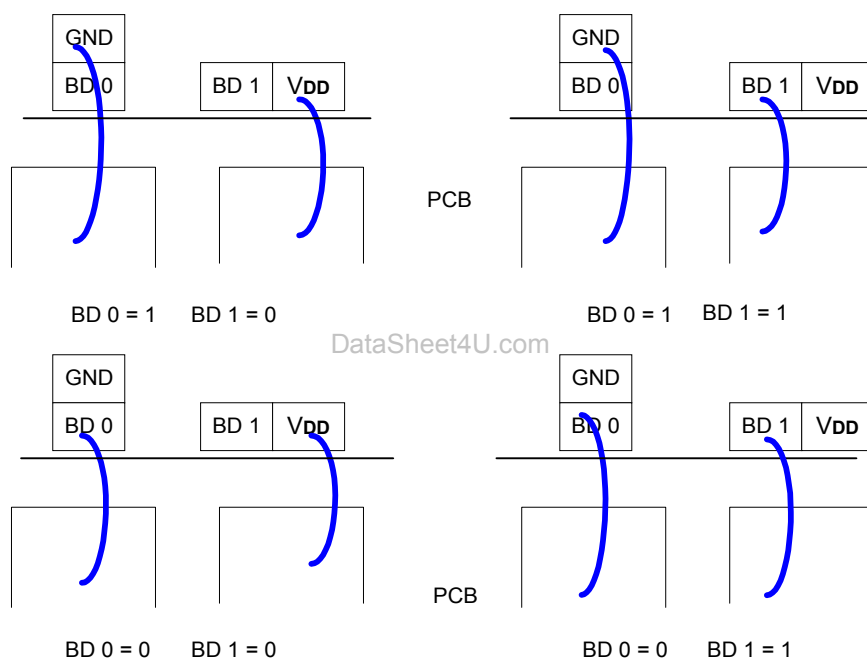 GND GND
BD 0 BD 1 VDD BD 0 BD 1 VDD
PCB
BD 0 = 1 BD 1 = 0 BD 0 = 1 BD 1 = 1
DataSheet4U.com
GND GND
BD 0 BD 1 VDD BD 0 BD 1 VDD
PCB
BD 0 = 0 BD 1 = 0 BD 0 = 0 BD 1 = 1